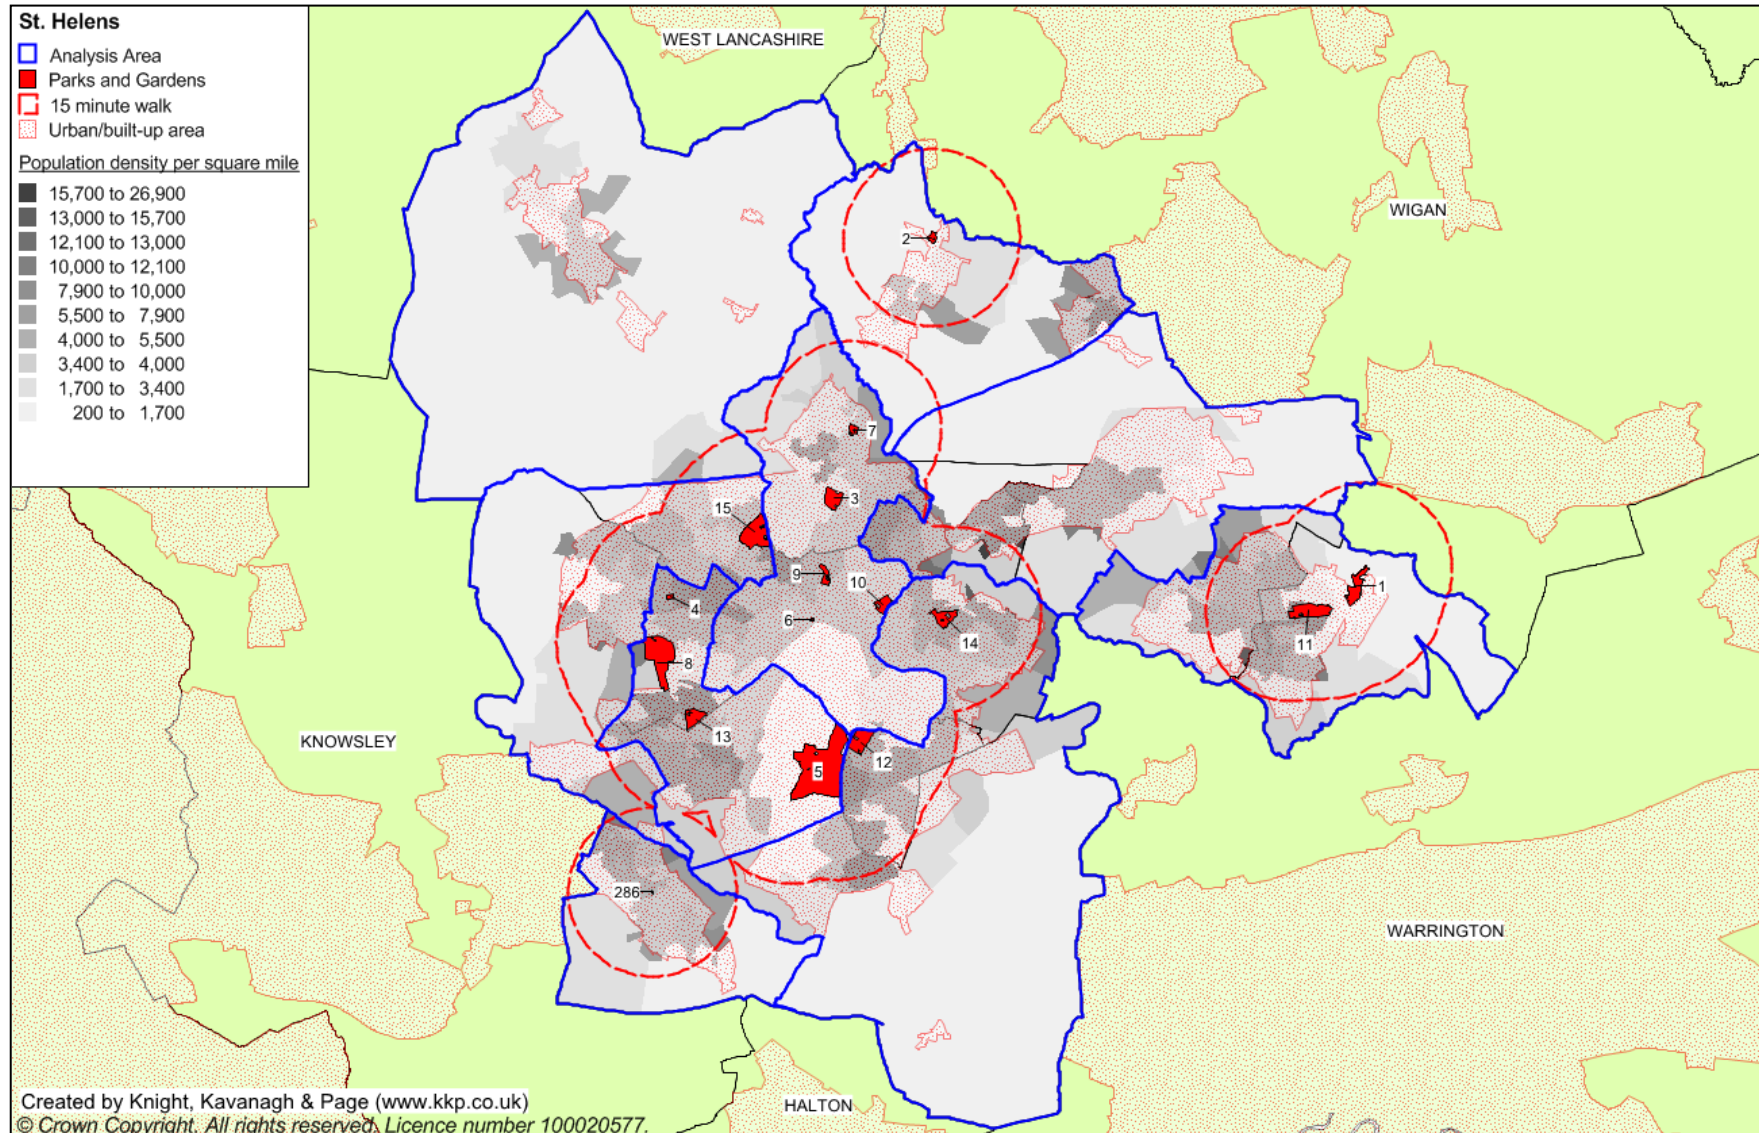 St. Helens
Analysis Area
Parks and Gardens
15 minute walk
Urban/built-up area
Population density per square mile
15,700 to 26,900
13,000 to 15,700
12,100 to 13,000
10,000 to 12,100
7,900 to 10,000
5,500 to 7,900
4,000 to 5,500
3,400 to 4,000
1,700 to 3,400
200 to 1,700
WEST LANCASHIRE
WIGAN
2
7
3
15
9
10
4
6
14
1
11
8
13
5
12
KNOWSLEY
286
WARRINGTON
HALTON
Created by Knight, Kavanagh & Page (www.kkp.co.uk)
© Crown Copyright. All rights reserved. Licence number 100020577.